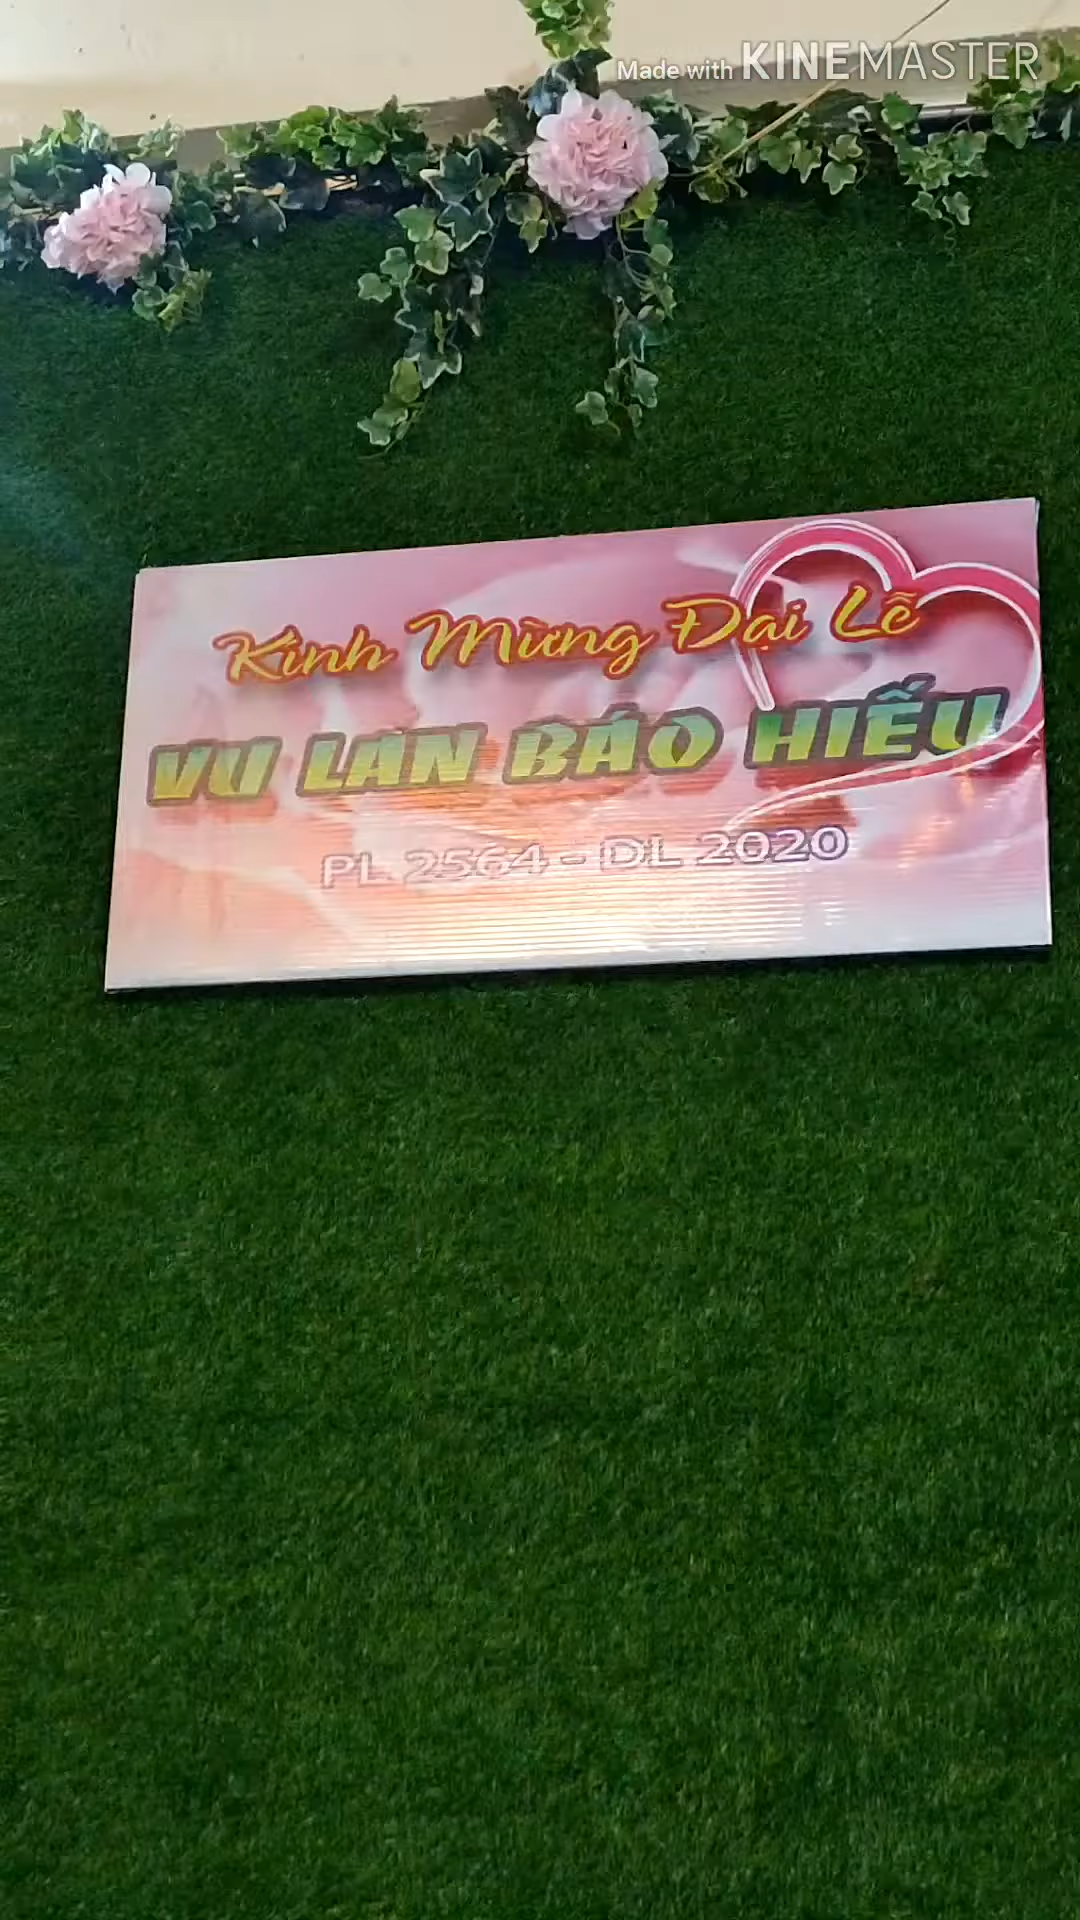 Made with KINEMASTER
Kính Mừng Đại Lễ
VU LAN BÁO HIẾU
PL 2564 - DL 2020